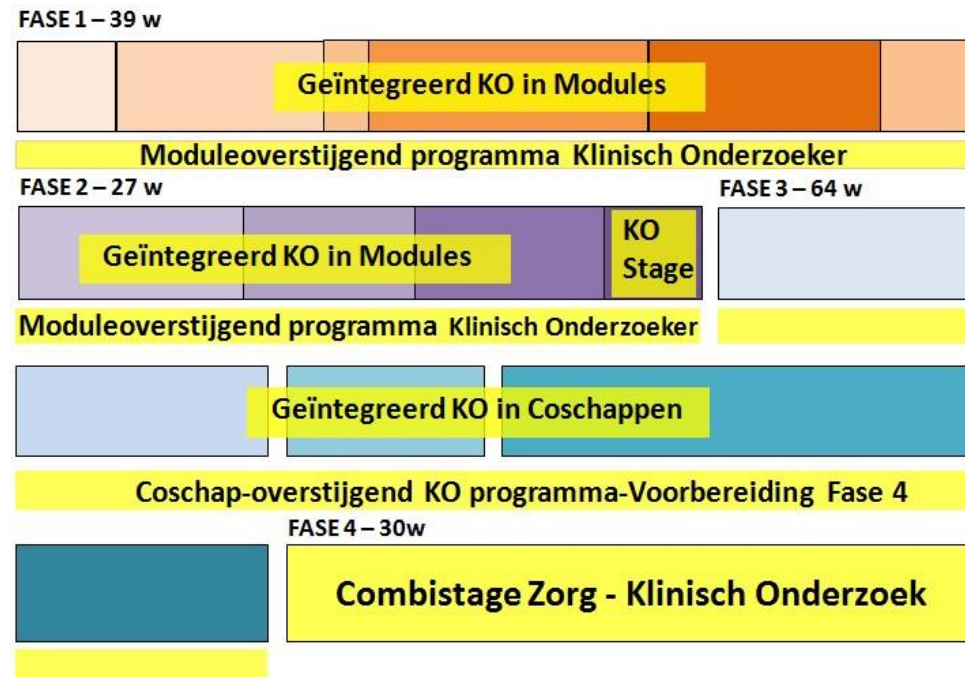 FASE 1 – 39 w
Geïntegreerd KO in Modules
Moduleoverstijgend programma Klinisch Onderzoeker
FASE 2 – 27 w
FASE 3 – 64 w
Geïntegreerd KO in Modules
KO
Stage
Moduleoverstijgend programma Klinisch Onderzoeker
Geïntegreerd KO in Coschappen
Coschap-overstijgend KO programma-Voorbereiding Fase 4
FASE 4 – 30w
Combistage Zorg - Klinisch Onderzoek